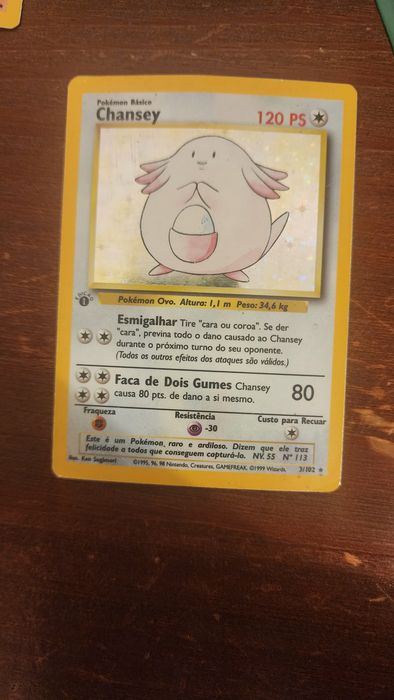 Pokémon Básico
Chansey
120 PS
EDIÇÃO
1
Pokémon Ovo. Altura: 1,1 m Peso: 34,6 kg
Esmigalhar Tire "cara ou coroa". Se der
"cara", previna todo o dano causado ao Chansey
durante o próximo turno do seu oponente.
(Todos os outros efeitos dos ataques são válidos.)
Faca de Dois Gumes Chansey
causa 80 pts. de dano a si mesmo.
80
Fraqueza
Resistência
Custo para Recuar
-30
Este é um Pokémon, raro e ardiloso. Dizem que ele traz
felicidade a todos que conseguem capturá-lo. NV. 55 Nº 113
Ilus. Ken Sugimori
©1995, 96, 98 Nintendo, Creatures, GAMEFREAK. ©1999 Wizards.
3/102